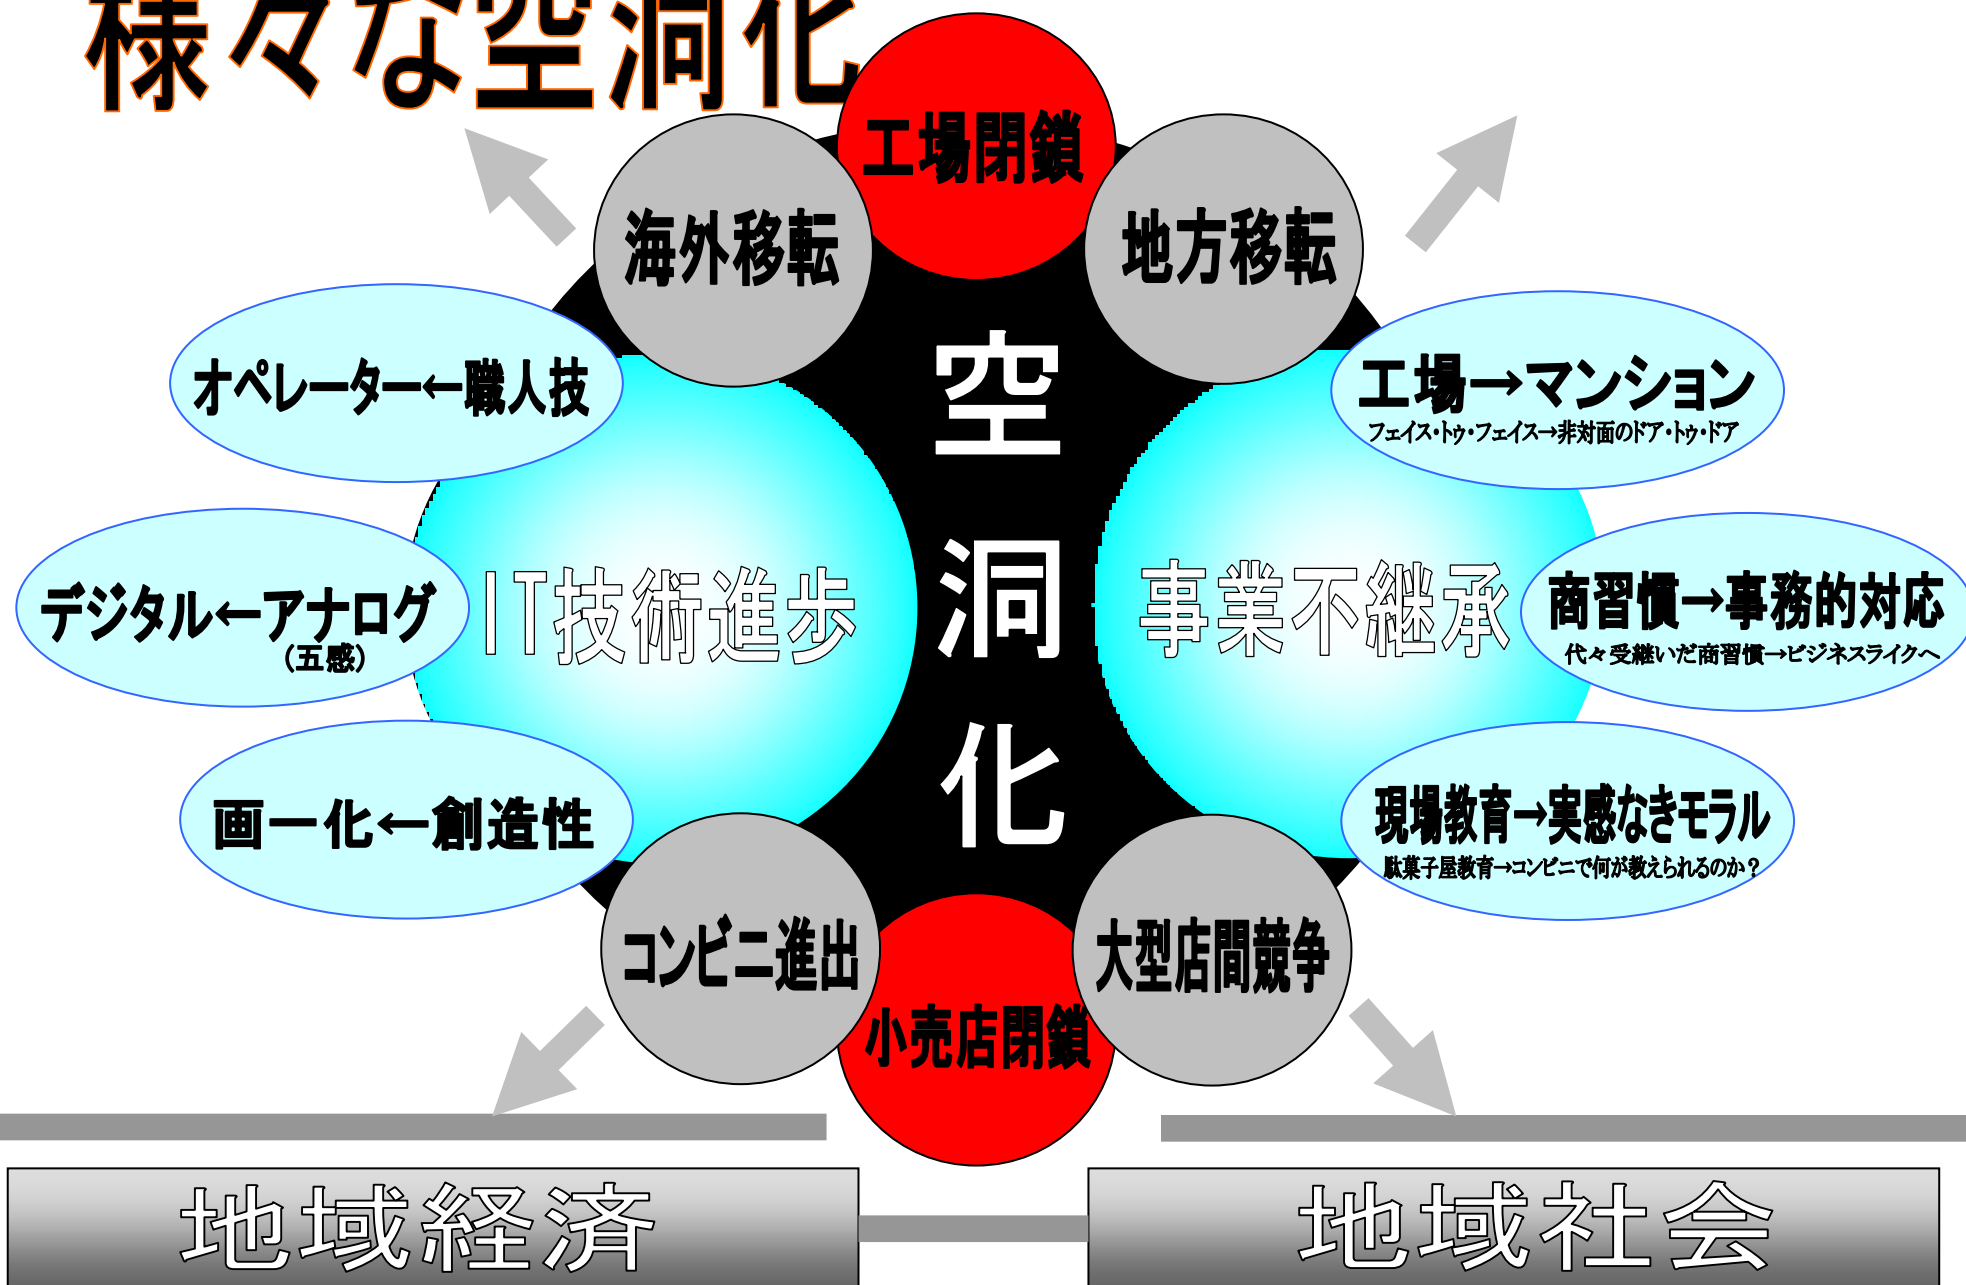 様々な空洞化
工場閉鎖
海外移転
地方移転
オペレーター←職人技
工場→マンション
フェイス・トゥ・フェイス→非対面のドア・トゥ・ドア
空洞化
デジタル←アナログ
(五感)
IT技術進歩
事業不継承
商習慣→事務的対応
代々受継いだ商習慣→ビジネスライクへ
画一化←創造性
現場教育→実感なきモラル
駄菓子屋教育→コンビニで何が教えられるのか?
コンビニ進出
大型店間競争
小売店閉鎖
地域経済
地域社会